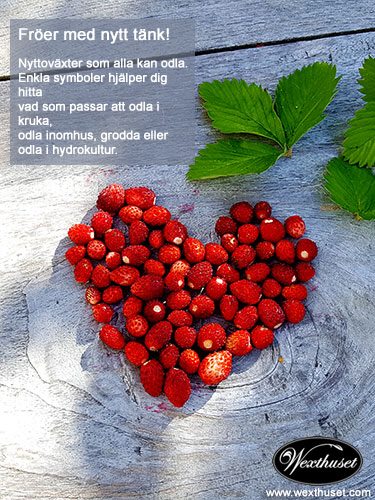 Fröer med nytt tänk!
Nyttoväxter som alla kan odla.
Enkla symboler hjälper dig
hitta
vad som passar att odla i
kruka,
odla inomhus, grodda eller
odla i hydrokultur.
Wexthuset
www.wexthuset.com